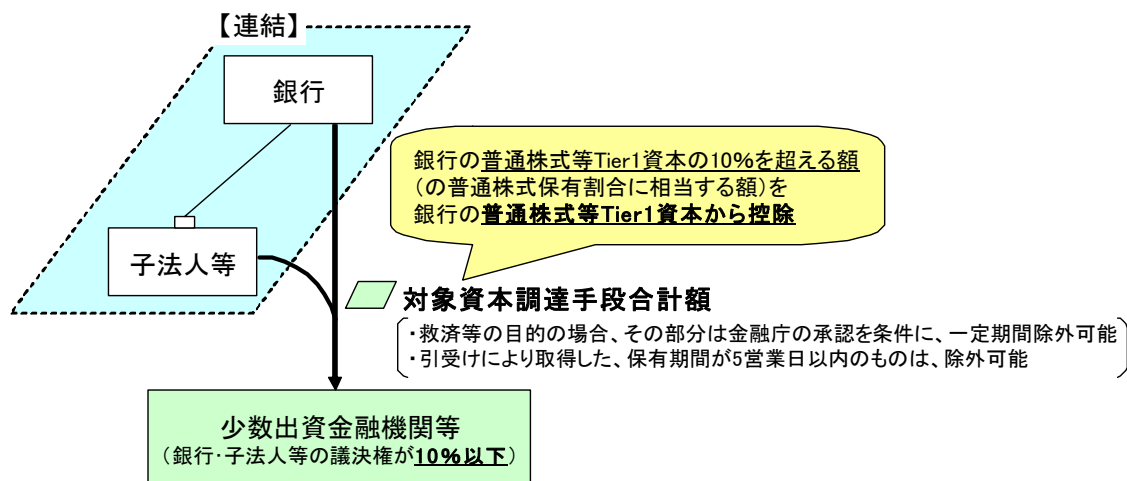 【連結】
銀行
銀行の普通株式等Tier1資本の10%を超える額
（の普通株式保有割合に相当する額）を
銀行の普通株式等Tier1資本から控除
子法人等
対象資本調達手段合計額
・救済等の目的の場合、その部分は金融庁の承認を条件に、一定期間除外可能
・引受けにより取得した、保有期間が5営業日以内のものは、除外可能
少数出資金融機関等
（銀行・子法人等の議決権が10%以下）